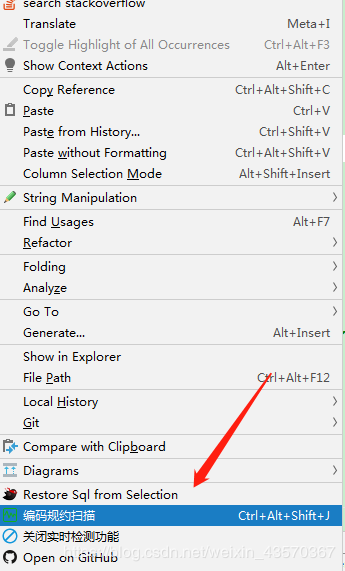 search stackoverflow
Translate Meta+I
Toggle Highlight of All Occurrences Ctrl+Alt+F3
Show Context Actions Alt+Enter
Copy Reference Ctrl+Alt+Shift+C
Paste Ctrl+V
Paste from History... Ctrl+Shift+V
Paste without Formatting Ctrl+Alt+Shift+V
Column Selection Mode Alt+Shift+Insert
String Manipulation
Find Usages Alt+F7
Refactor
Folding
Analyze
Go To
Generate... Alt+Insert
Show in Explorer
File Path Ctrl+Alt+F12
Local History
Git
Compare with Clipboard
Diagrams
Restore Sql from Selection
编码规约扫描 Ctrl+Alt+Shift+J
关闭实时检测功能
Open on GitHub
https://blog.csdn.net/weixin_43670367